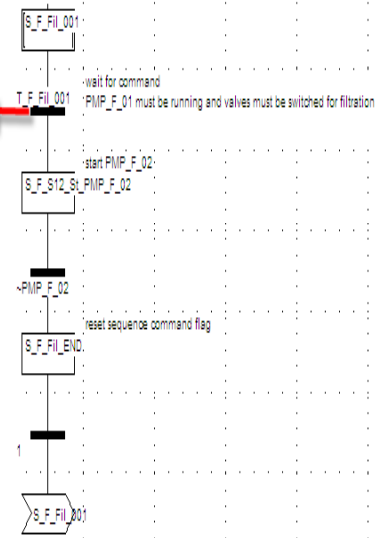 S_F_Fil_001
wait for command
T_F_Fil_001
PMP_F_01 must be running and valves must be switched for filtration
start PMP_F_02
S_F_S12_St_PMP_F_02
~PMP_F_02
reset sequence command flag
S_F_Fil_END
1
S_F_Fil_001